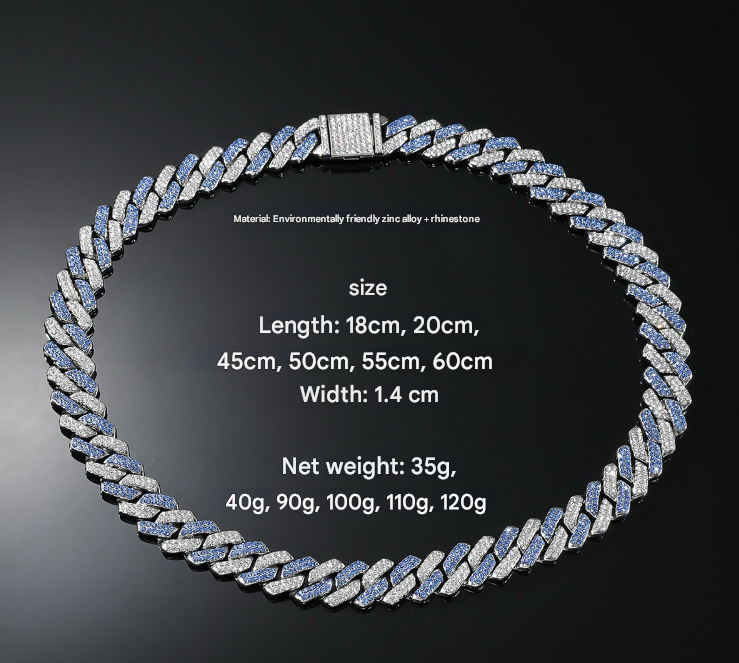 Material: Environmentally friendly zinc alloy + rhinestone
size
Length: 18cm, 20cm,
45cm, 50cm, 55cm, 60cm
Width: 1.4 cm
Net weight: 35g,
40g, 90g, 100g, 110g, 120g